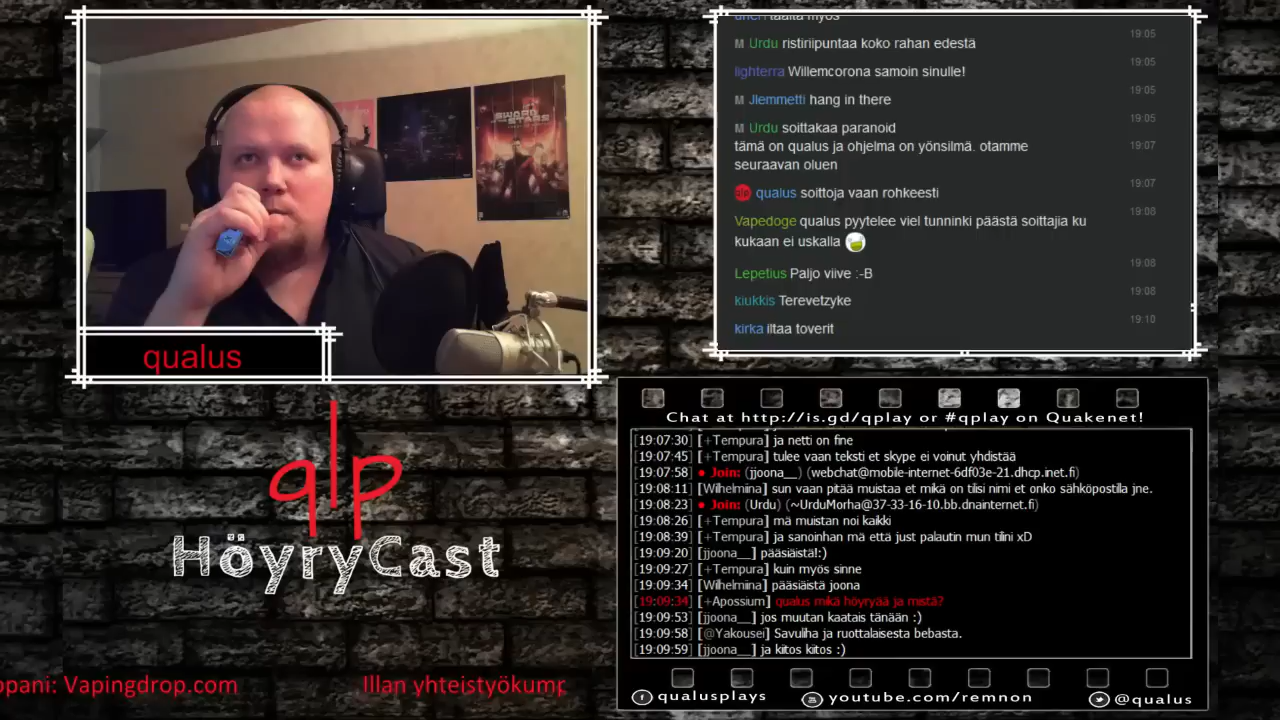 taalta myös
M Urdu ristiriipuntaa koko rahan edestä 19:05
lighterra Willemcorona samoin sinulle! 19:05
M Jlemmetti hang in there 19:05
M Urdu soittakaa paranoid 19:05
tämä on qualus ja ohjelma on yönsilmä. otamme 19:07
seuraavan oluen
qlp qualus soittoja vaan rohkeesti 19:07
Vapedoge qualus pyytelee viel tunninki päästä soittajia ku 19:08
kukaan ei uskalla
Lepetius Paljo viive :-B 19:08
kiukkis Terevetzyke 19:08
kirka iltaa toverit 19:10
SWORD
STARS
qualus
qlp
HöyryCast
Chat at http://is.gd/qplay or #qplay on Quakenet!
[19:07:30] [+Tempura] ja netti on fine
[19:07:45] [+Tempura] tulee vaan teksti et skype ei voinut yhdistää
[19:07:58] • Join: (jjoona__) (webchat@mobile-internet-6df03e-21.dhcp.inet.fi)
[19:08:11] [Wilhelmina] sun vaan pitää muistaa et mikä on tilisi nimi et onko sähköpostilla jne.
[19:08:23] • Join: (Urdu) (~UrduMorha@37-33-16-10.bb.dnainternet.fi)
[19:08:26] [+Tempura] mä muistan noi kaikki
[19:08:39] [+Tempura] ja sanoinhan mä että just palautin mun tilini xD
[19:09:20] [jjoona__] pääsiäistä!:)
[19:09:27] [+Tempura] kuin myös sinne
[19:09:34] [Wilhelmina] pääsiäistä joona
[19:09:34] [+Apossium] qualus mikä höyryää ja mistä?
[19:09:53] [jjoona__] jos muutan kaatais tänään :)
[19:09:58] [@Yakousei] Savuliha ja ruottalaisesta bebasta.
[19:09:59] [jjoona__] ja kiitos kiitos :)
qualusplays youtube.com/remnon @qualus
ppani: Vapingdrop.com Illan yhteistyökump